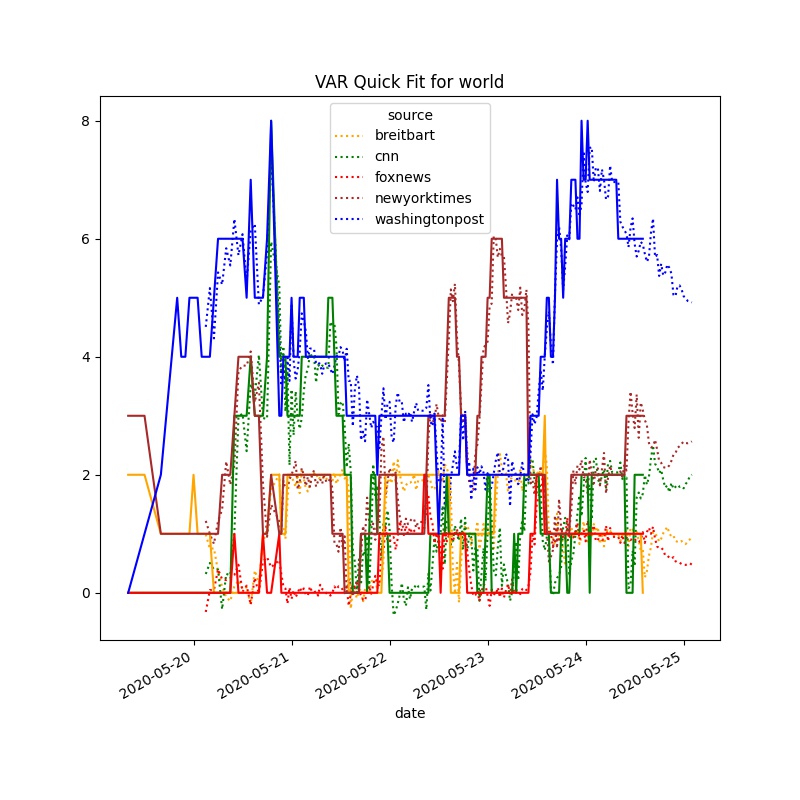 VAR Quick Fit for world
source
breitbart
cnn
foxnews
newyorktimes
washingtonpost
8
6
4
2
0
2020-05-20
2020-05-21
2020-05-22
2020-05-23
2020-05-24
2020-05-25
date